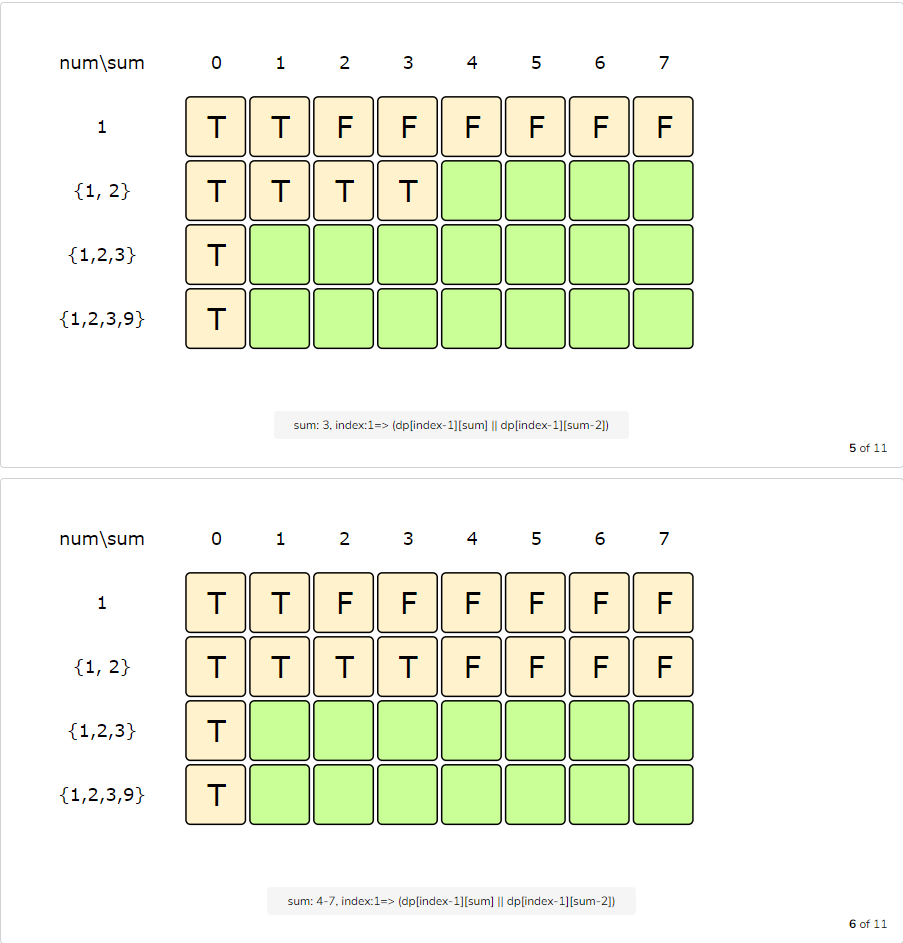 num\sum 0 1 2 3 4 5 6 7
1 T T F F F F F F
{1, 2} T T T T
{1,2,3} T
{1,2,3,9} T
sum: 3, index:1=> (dp[index-1][sum] || dp[index-1][sum-2])
5 of 11
num\sum 0 1 2 3 4 5 6 7
1 T T F F F F F F
{1, 2} T T T T F F F F
{1,2,3} T
{1,2,3,9} T
sum: 4-7, index:1=> (dp[index-1][sum] || dp[index-1][sum-2])
6 of 11